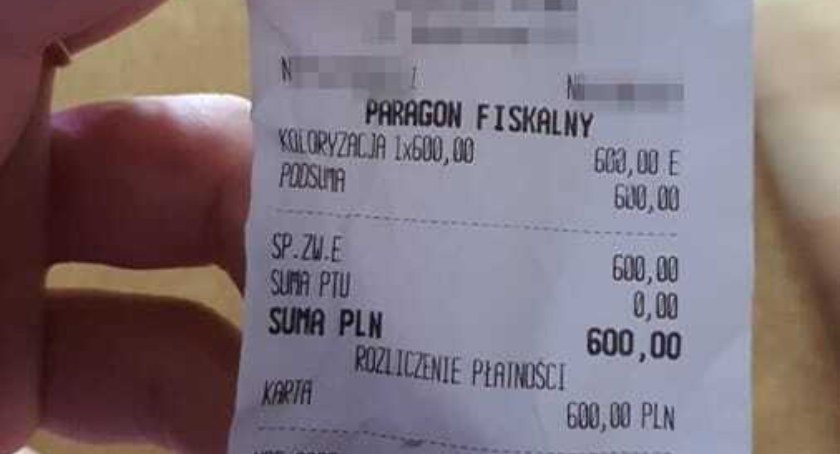 PARAGON FISKALNY
KOLORYZACJA 1x600,00 600,00 E
PODSUMA 600,00
SP.ZW.E 600,00
SUMA PTU 0,00
SUMA PLN 600,00
ROZLICZENIE PŁATNOŚCI
KARTA 600,00 PLN